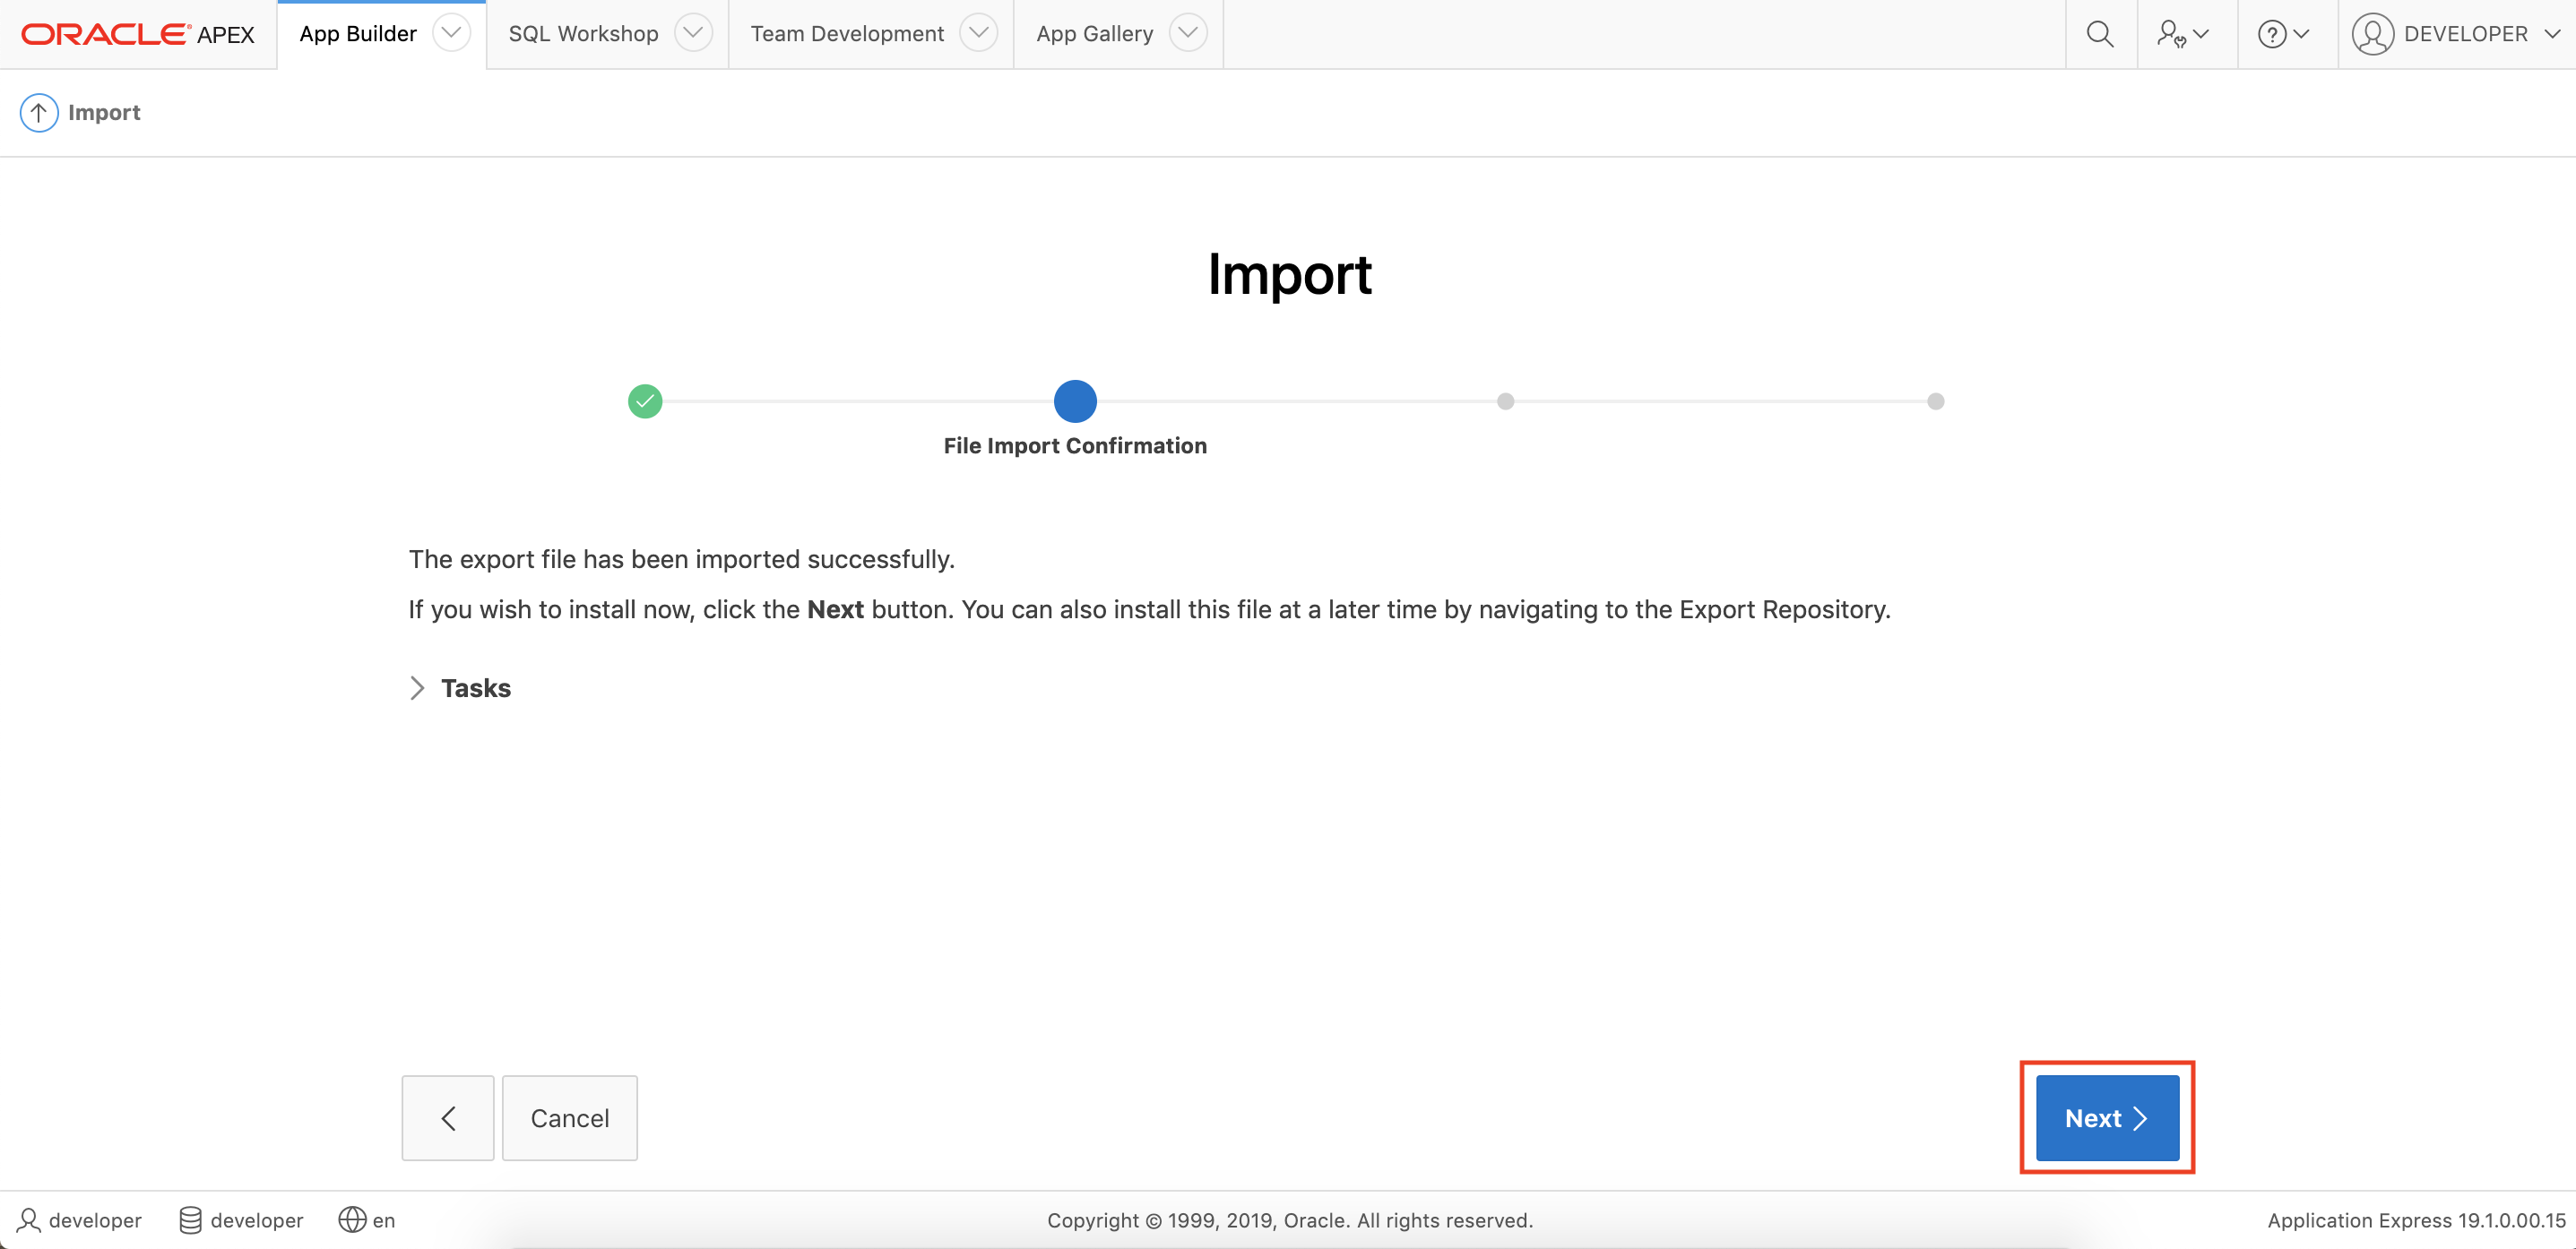 ORACLE APEX
App Builder
SQL Workshop
Team Development
App Gallery
?
DEVELOPER
Import
Import
File Import Confirmation
The export file has been imported successfully.
If you wish to install now, click the Next button. You can also install this file at a later time by navigating to the Export Repository.
Tasks
Cancel
Next
developer
developer
en
Copyright © 1999, 2019, Oracle. All rights reserved.
Application Express 19.1.0.00.15